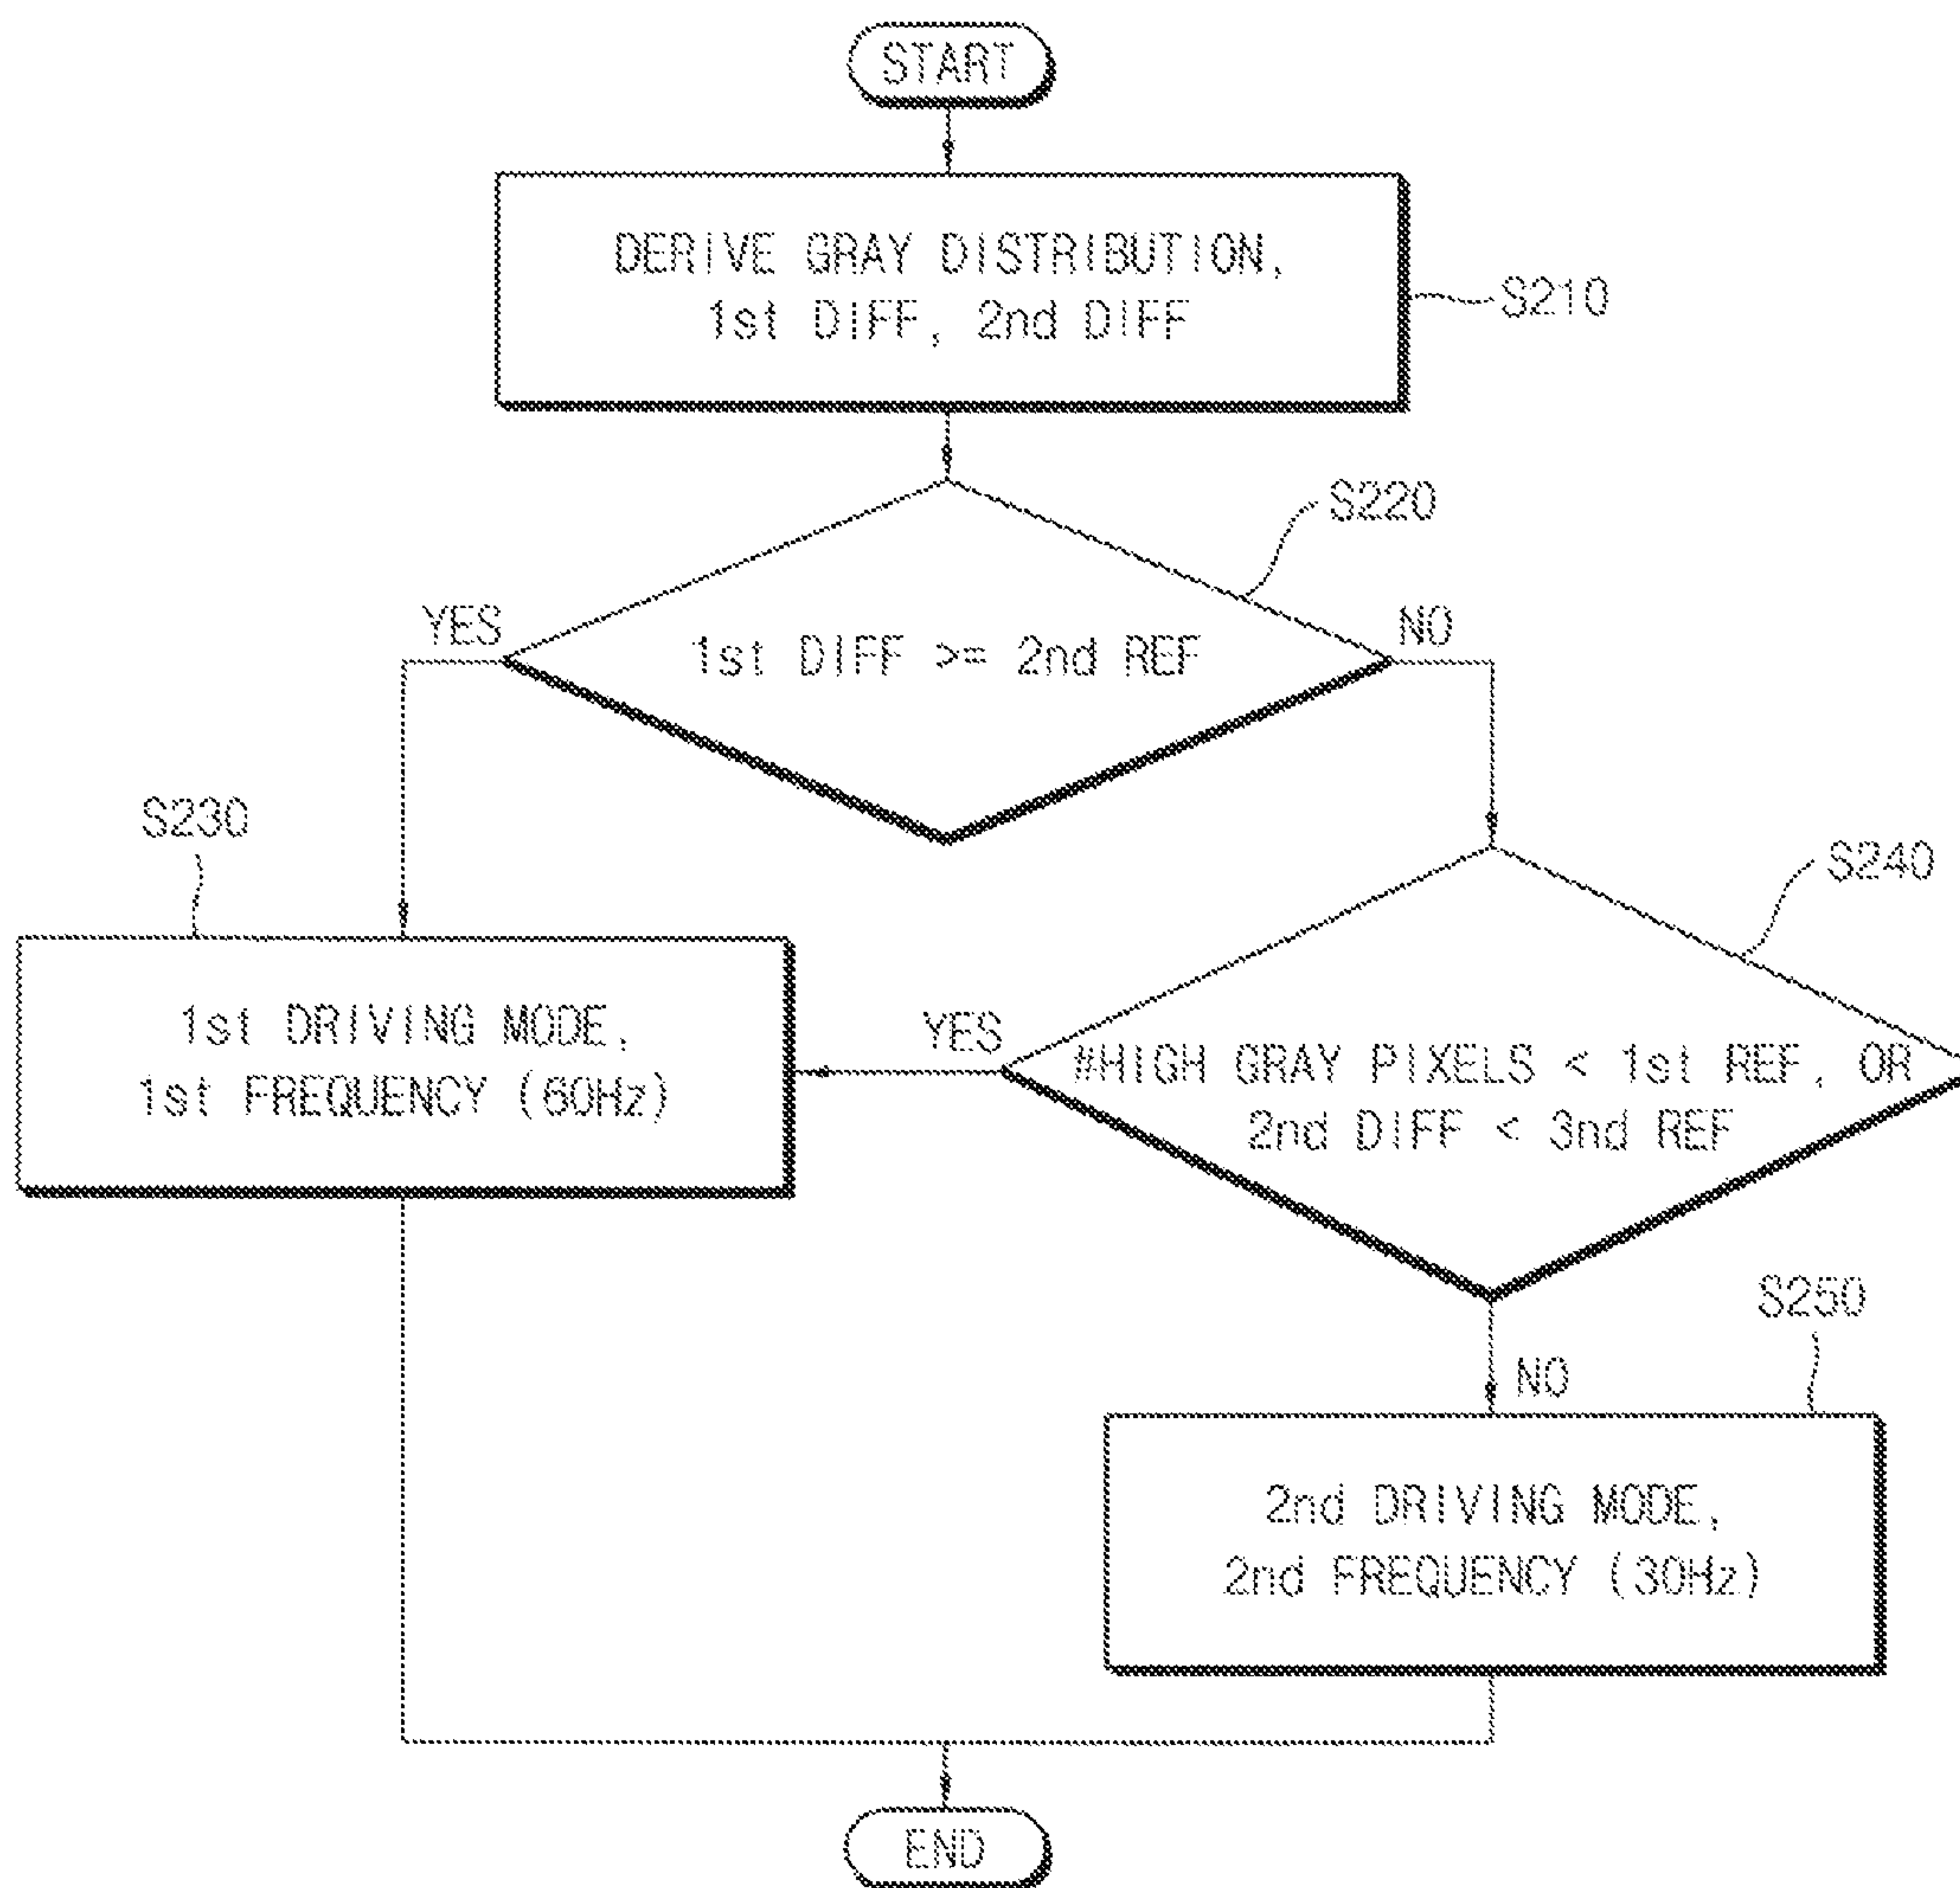 START
DERIVE GRAY DISTRIBUTION,
1st DIFF, 2nd DIFF
S210
S220
YES
1st DIFF >= 2nd REF
NO
S230
S240
1st DRIVING MODE,
1st FREQUENCY (60Hz)
YES
#HIGH GRAY PIXELS < 1st REF, OR
2nd DIFF < 3nd REF
S250
NO
2nd DRIVING MODE,
2nd FREQUENCY (30Hz)
END